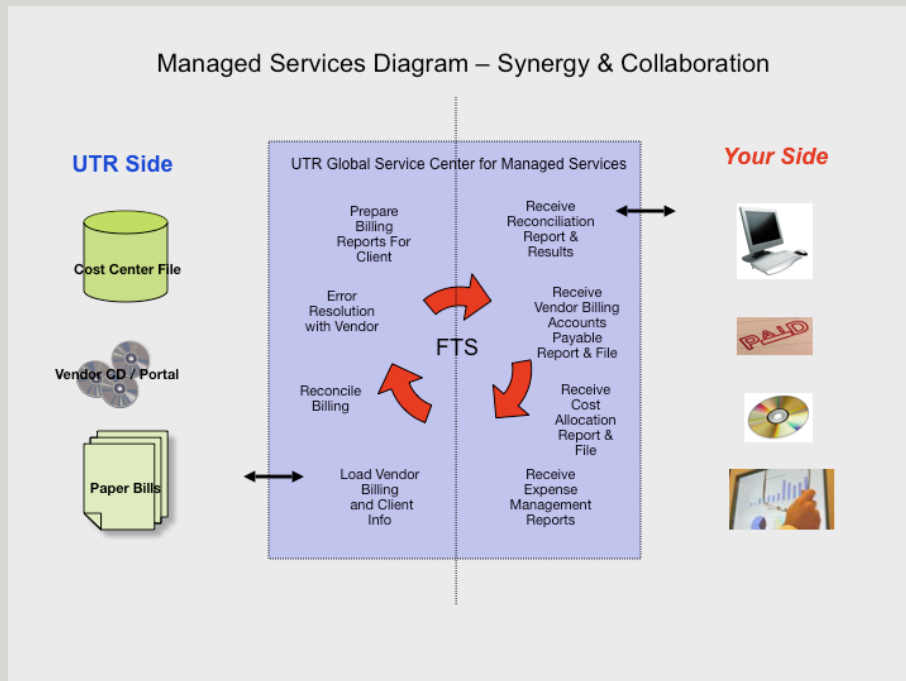 Managed Services Diagram – Synergy & Collaboration
UTR Side
Your Side
UTR Global Service Center for Managed Services
Cost Center File
Vendor CD / Portal
Paper Bills
Prepare
Billing
Reports For
Client
Error
Resolution
with Vendor
Reconcile
Billing
Load Vendor
Billing
and Client
Info
FTS
Receive
Reconciliation
Report &
Results
Receive
Vendor Billing
Accounts
Payable
Report & File
Receive
Cost
Allocation
Report &
File
Receive
Expense
Management
Reports
PAID